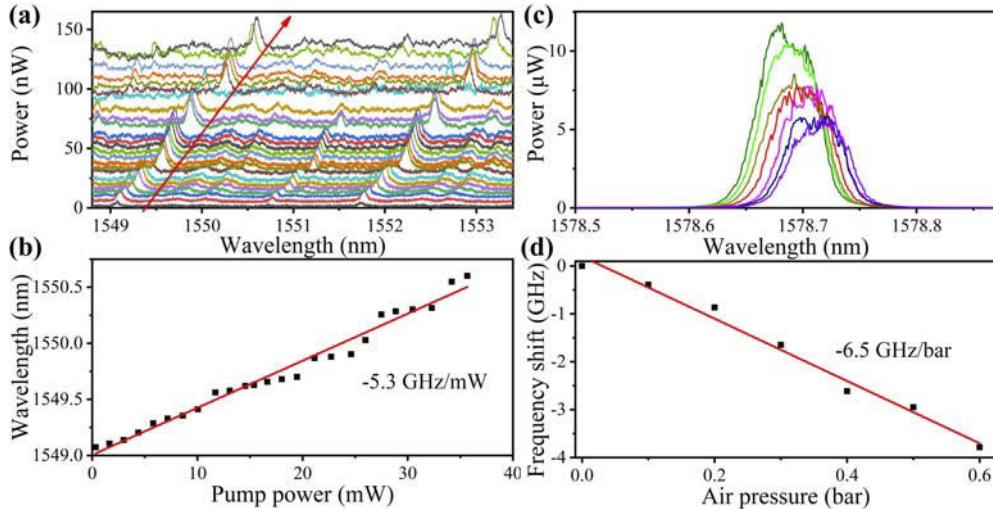 (a)
150
100
50
0
Power (nW)
1549
1550
1551
1552
1553
Wavelength (nm)
(c)
10
5
0
Power (μW)
1578.5
1578.6
1578.7
1578.8
Wavelength (nm)
(b)
1550.5
1550.0
1549.5
1549.0
Wavelength (nm)
-5.3 GHz/mW
0
10
20
30
40
Pump power (mW)
(d)
0
-1
-2
-3
-4
Frequency shift (GHz)
-6.5 GHz/bar
0.0
0.2
0.4
0.6
Air pressure (bar)